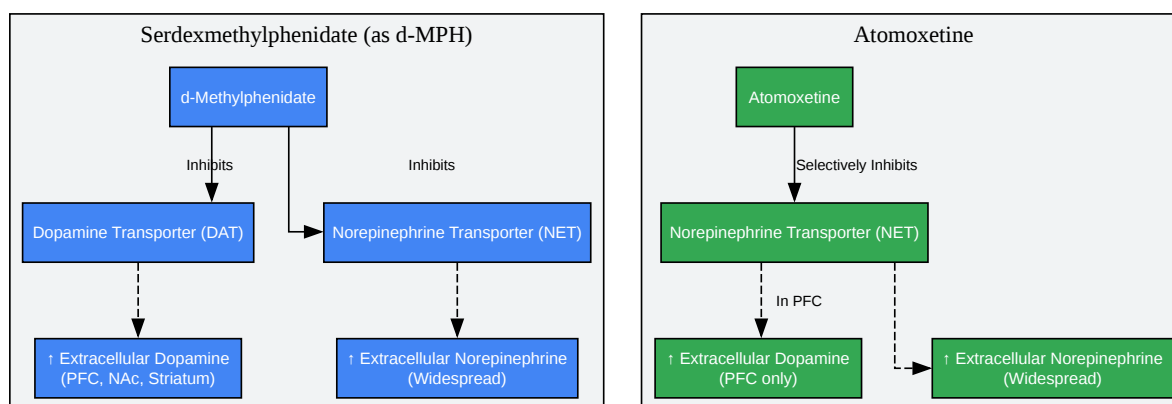 Serdexmethylphenidate (as d-MPH)
d-Methylphenidate
Inhibits
Inhibits
Dopamine Transporter (DAT)
Norepinephrine Transporter (NET)
↑ Extracellular Dopamine
(PFC, NAc, Striatum)
↑ Extracellular Norepinephrine
(Widespread)
Atomoxetine
Atomoxetine
Selectively Inhibits
Norepinephrine Transporter (NET)
In PFC
↑ Extracellular Dopamine
(PFC only)
↑ Extracellular Norepinephrine
(Widespread)